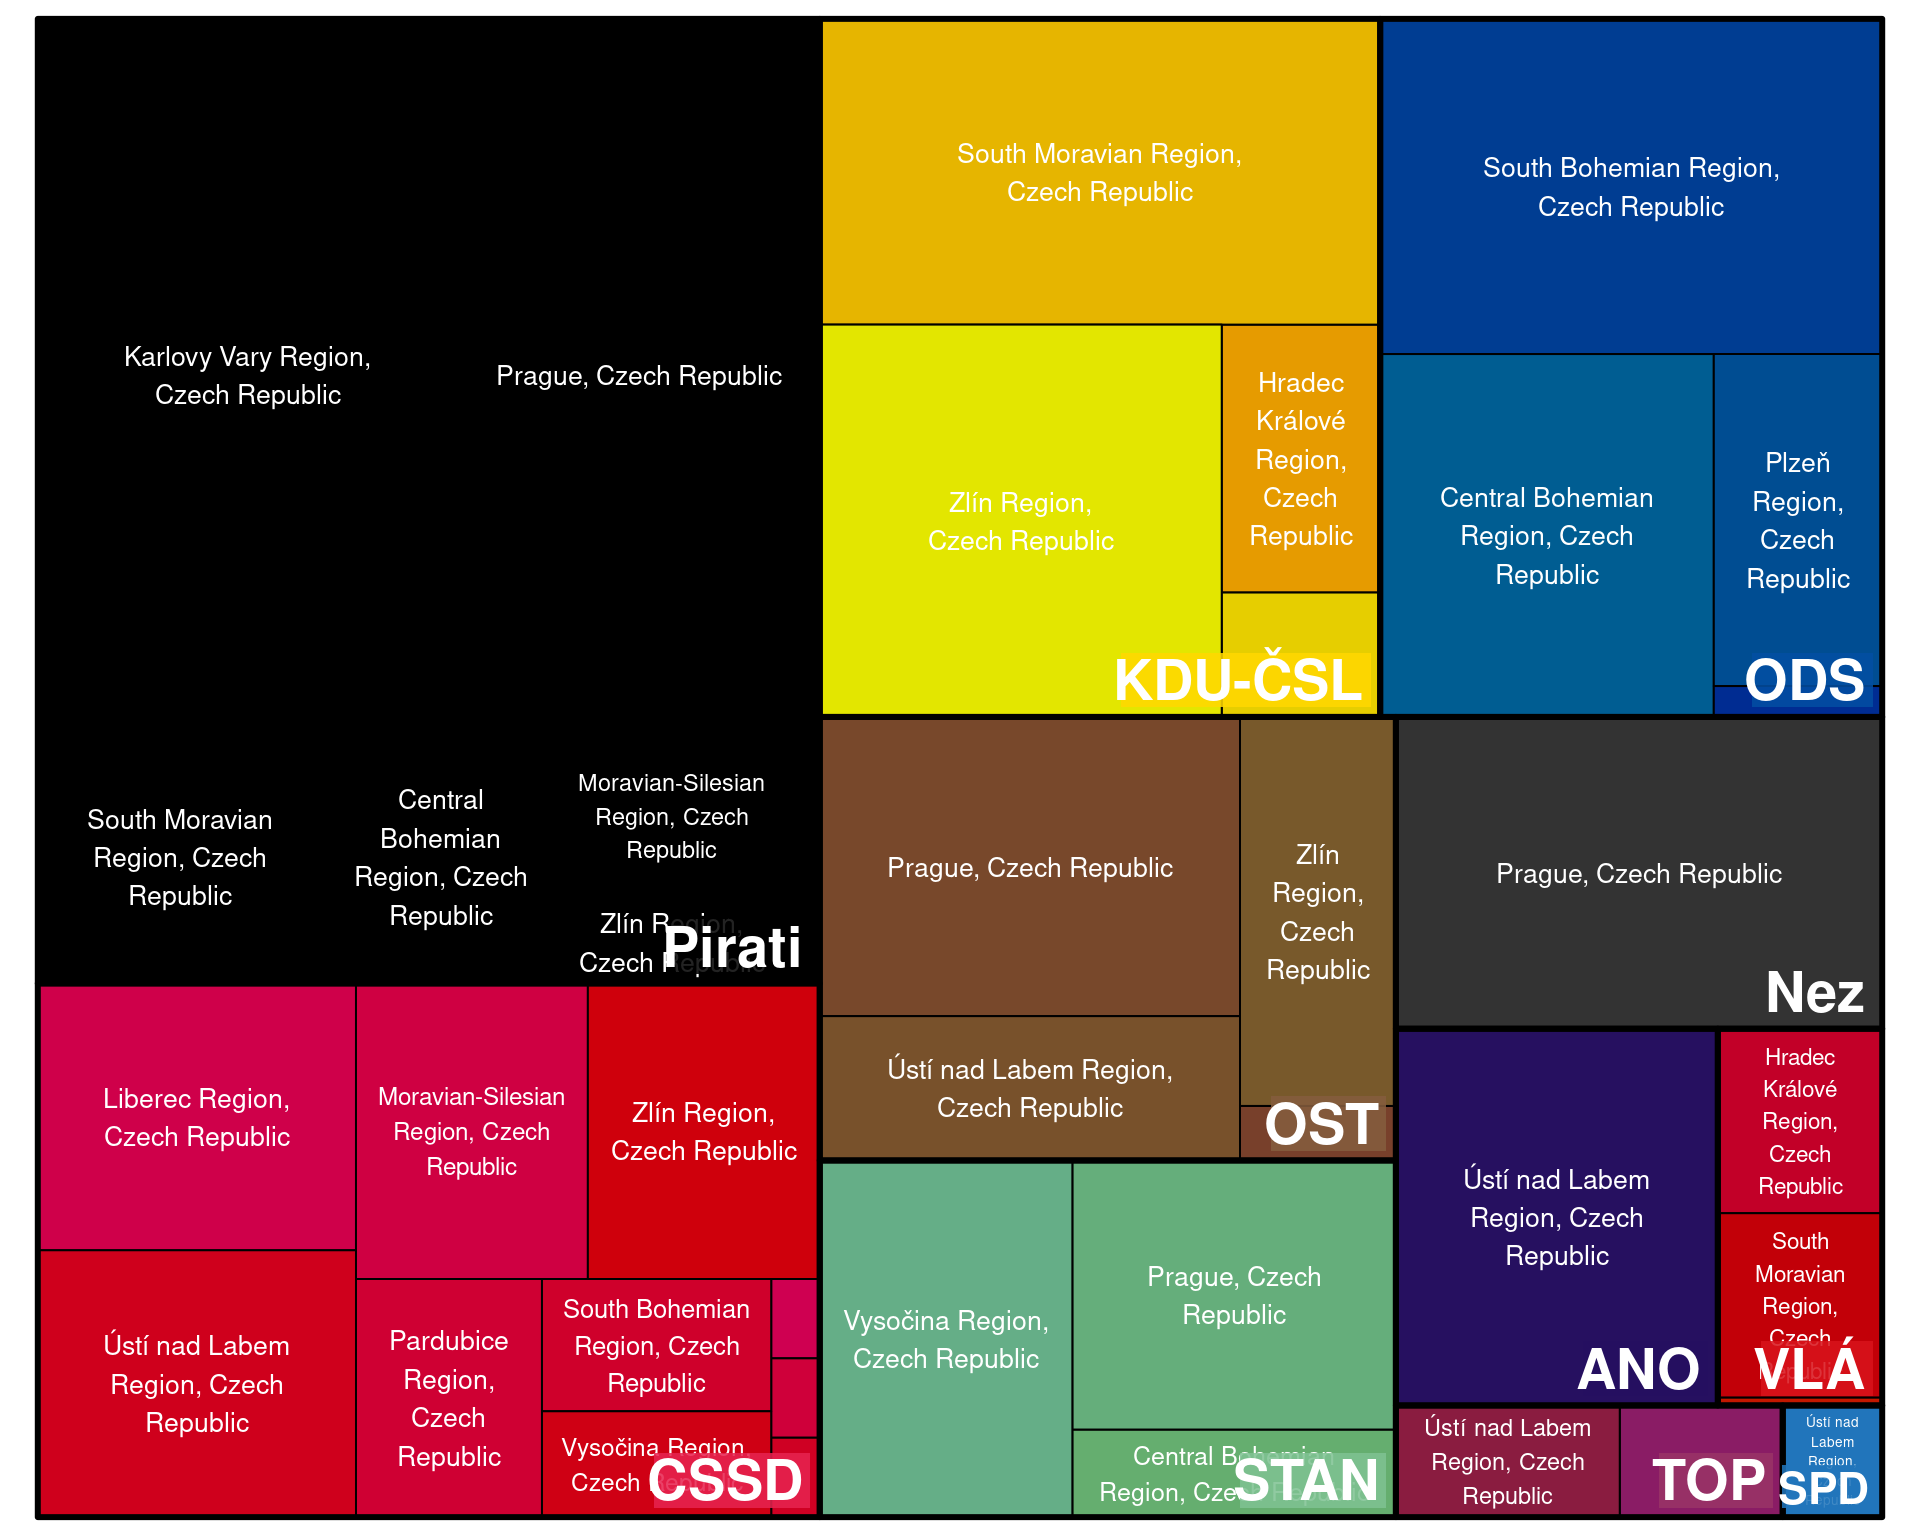 Karlovy Vary Region,
Czech Republic
Prague, Czech Republic
South Moravian
Region, Czech
Republic
Central
Bohemian
Region, Czech
Republic
Moravian-Silesian
Region, Czech
Republic
Zlín Region,
Czech Republic
Pirati
South Moravian Region,
Czech Republic
Zlín Region,
Czech Republic
Hradec
Králové
Region,
Czech
Republic
KDU-ČSL
South Bohemian Region,
Czech Republic
Central Bohemian
Region, Czech
Republic
Plzeň
Region,
Czech
Republic
ODS
Liberec Region,
Czech Republic
Moravian-Silesian
Region, Czech
Republic
Zlín Region,
Czech Republic
Ústí nad Labem
Region, Czech
Republic
Pardubice
Region,
Czech
Republic
South Bohemian
Region, Czech
Republic
Vysočina Region,
Czech Republic
CSSD
Prague, Czech Republic
Zlín
Region,
Czech
Republic
Ústí nad Labem Region,
Czech Republic
OST
Vysočina Region,
Czech Republic
Prague, Czech
Republic
Central Bohemian
Region, Czech Republic
STAN
Prague, Czech Republic
Nez
Ústí nad Labem
Region, Czech
Republic
ANO
Hradec
Králové
Region,
Czech
Republic
South
Moravian
Region,
Czech
Republic
VLÁ
Ústí nad Labem
Region, Czech
Republic
TOP
Ústí nad
Labem
Region,
SPD